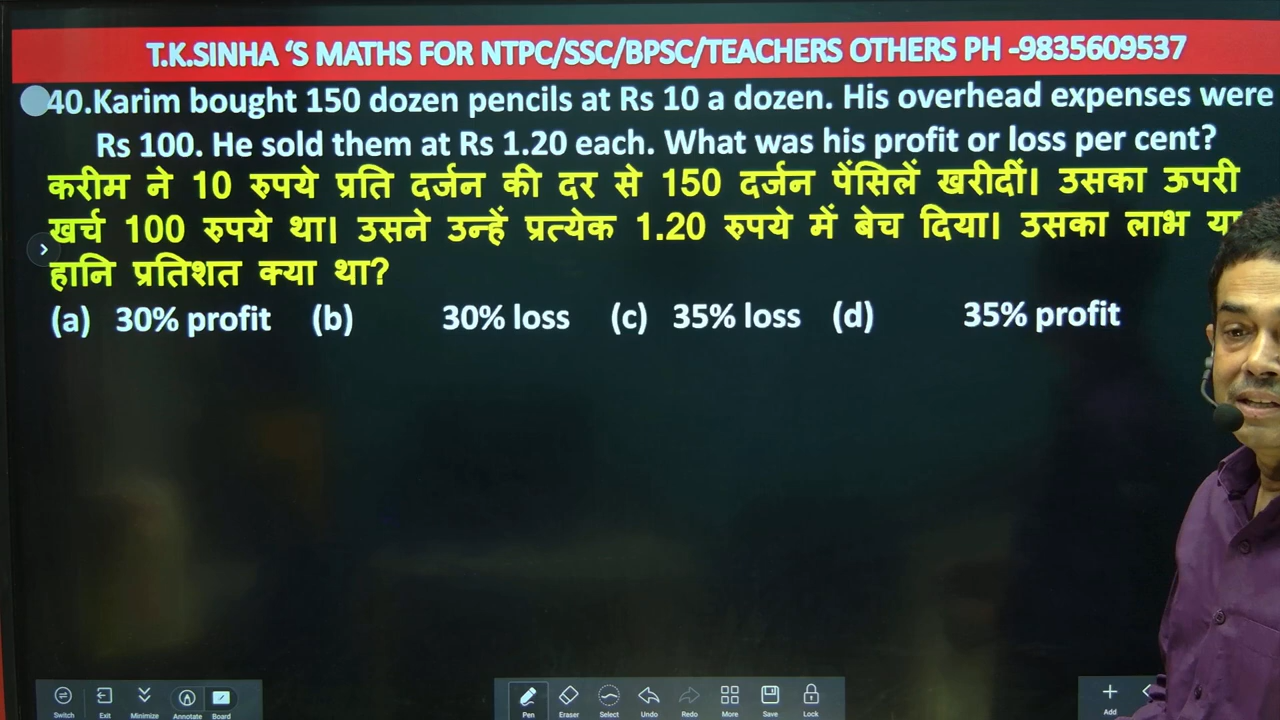 T.K.SINHA ‘S MATHS FOR NTPC/SSC/BPSC/TEACHERS OTHERS PH -9835609537
40.Karim bought 150 dozen pencils at Rs 10 a dozen. His overhead expenses were
Rs 100. He sold them at Rs 1.20 each. What was his profit or loss per cent?
करीम ने 10 रुपये प्रति दर्जन की दर से 150 दर्जन पेंसिलें खरीदीं। उसका ऊपरी
खर्च 100 रुपये था। उसने उन्हें प्रत्येक 1.20 रुपये में बेच दिया। उसका लाभ या
हानि प्रतिशत क्या था?
(a) 30% profit (b) 30% loss (c) 35% loss (d) 35% profit
Switch Exit Minimize Annotate Board Pen Eraser Select Undo Redo More Save Lock Add